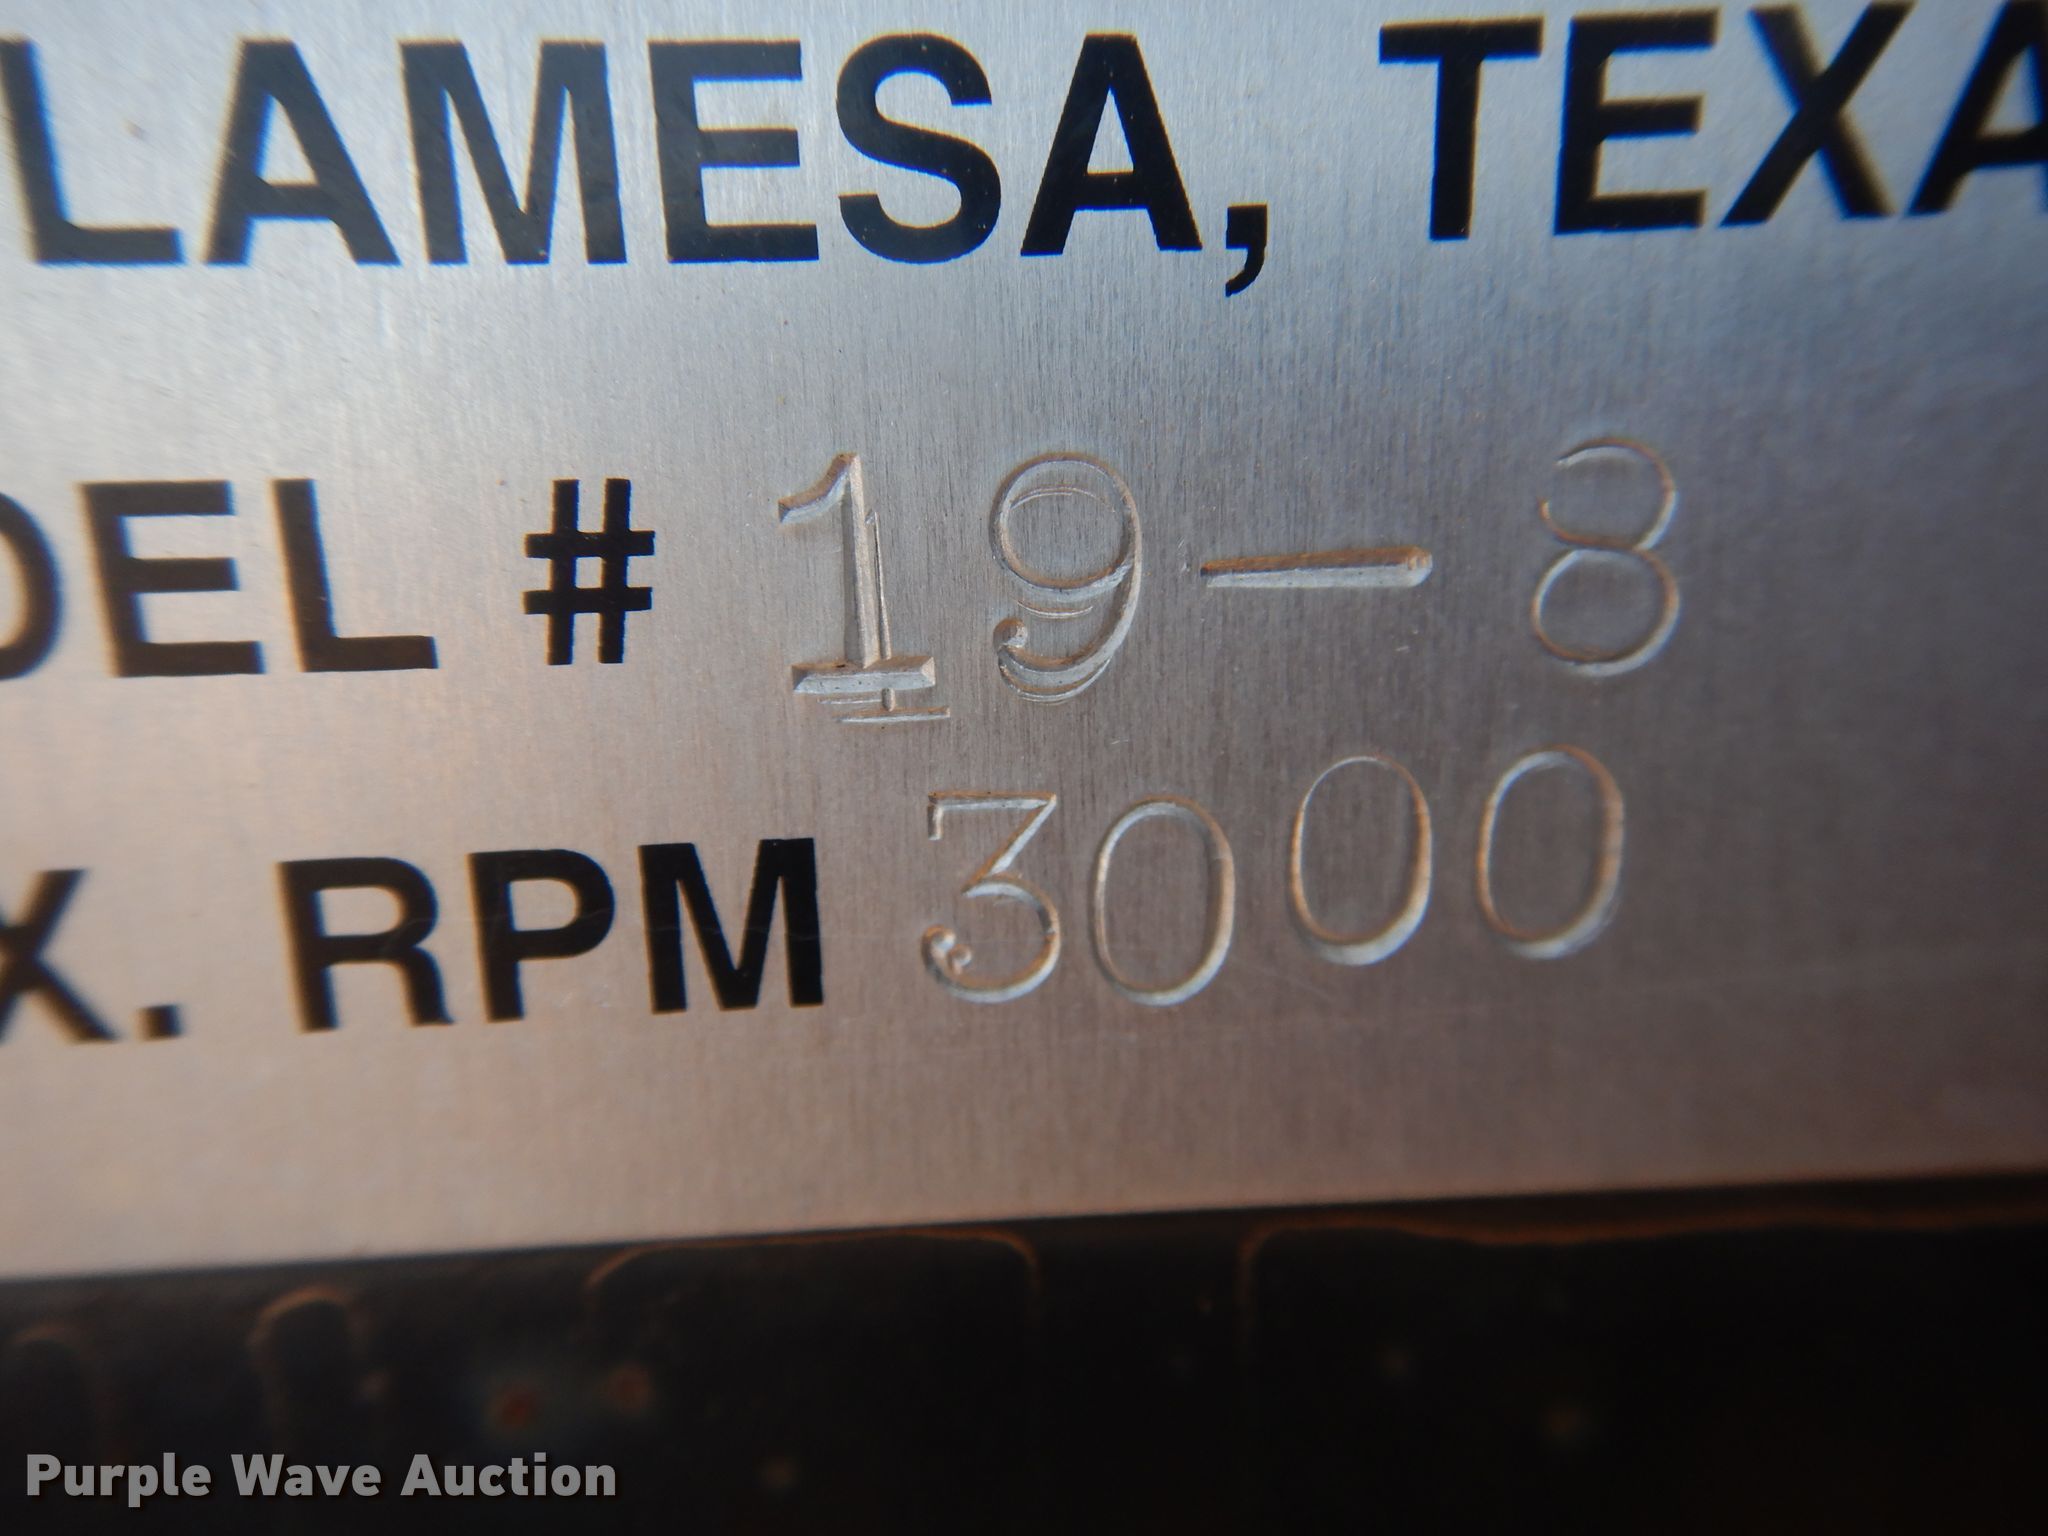 LAMESA, TEXA
DEL # 19-8
X. RPM 3000
Purple Wave Auction